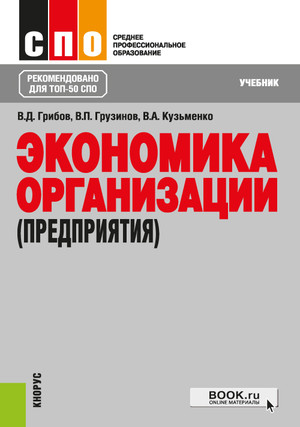 СПО
СРЕДНЕЕ
ПРОФЕССИОНАЛЬНОЕ
ОБРАЗОВАНИЕ
РЕКОМЕНДОВАНО
ДЛЯ ТОП-50 СПО
УЧЕБНИК
В.Д. Грибов, В.П. Грузинов, В.А. Кузьменко
ЭКОНОМИКА
ОРГАНИЗАЦИИ
(ПРЕДПРИЯТИЯ)
КНОРУС
BOOK.ru
ONLINE МАТЕРИАЛЫ